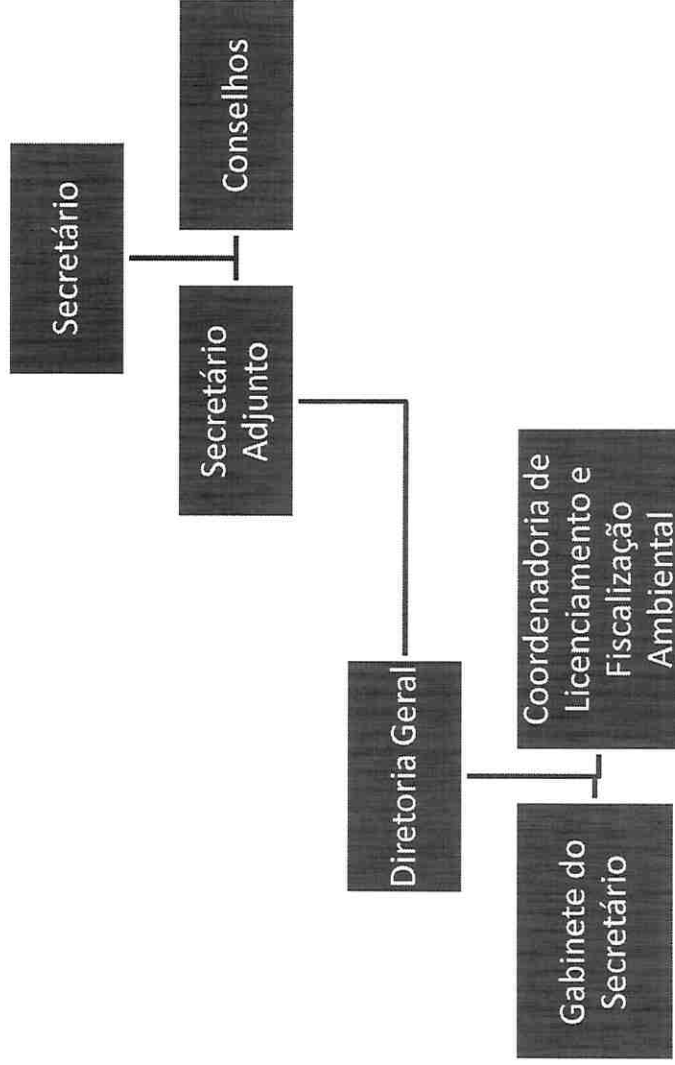 Secretário
Secretário
Adjunto
Conselhos
Diretoria Geral
Gabinete do
Secretário
Coordenadoria de
Licenciamento e
Fiscalização
Ambiental